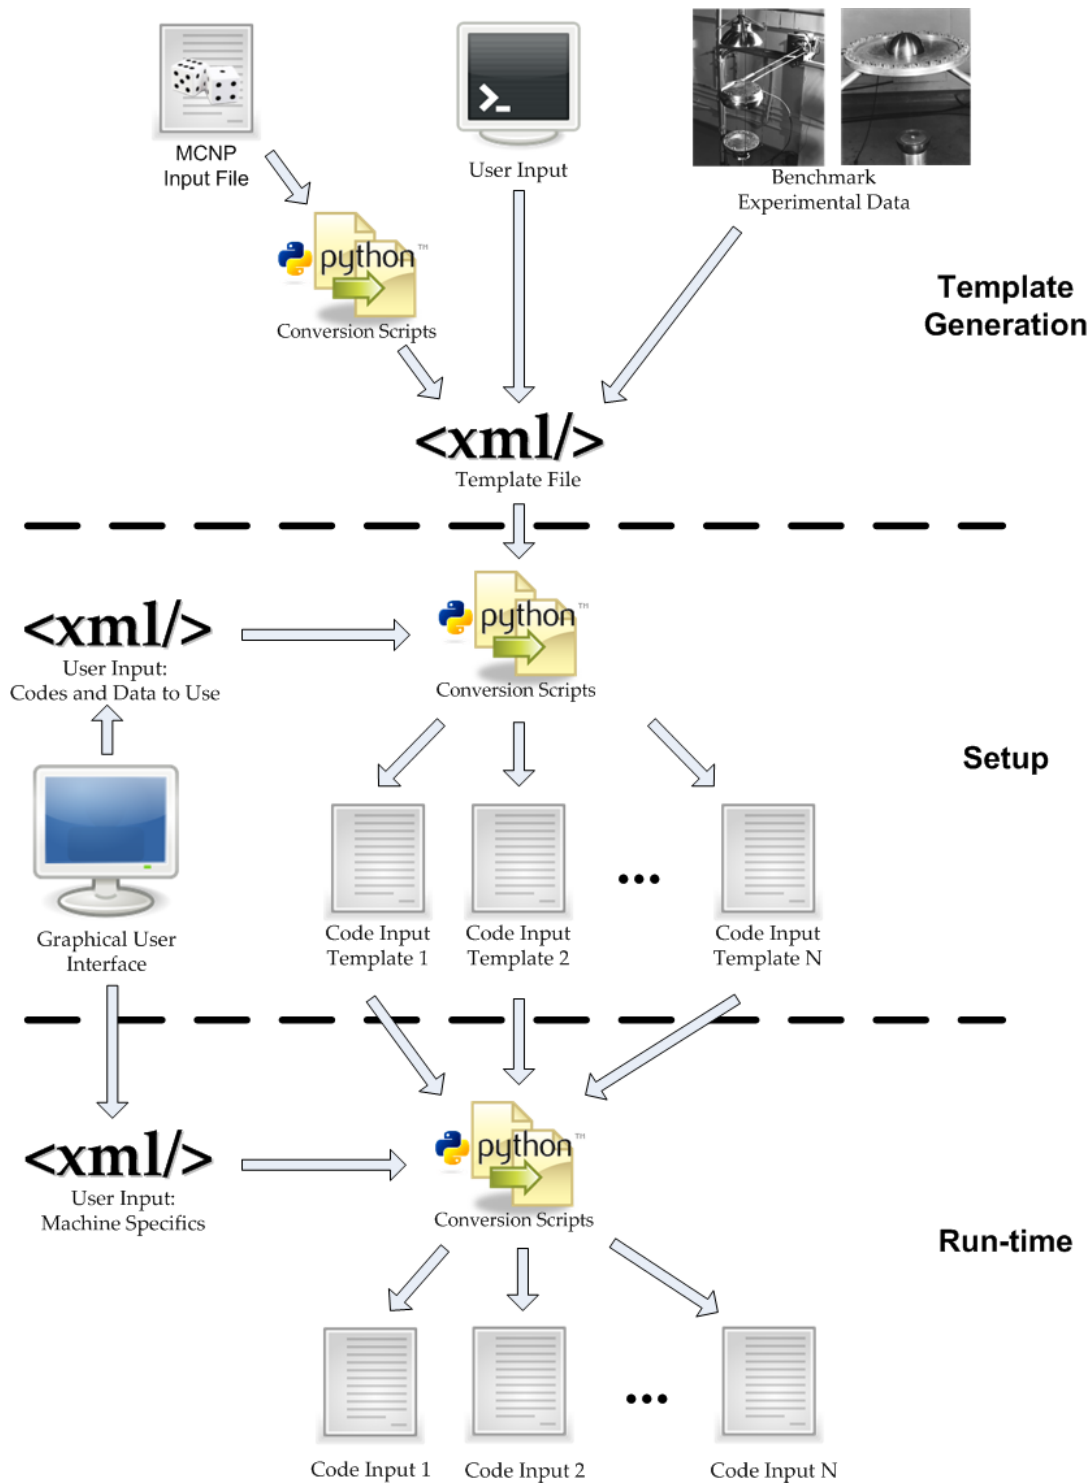 MCNP
Input File
User Input
Benchmark
Experimental Data
python™
Conversion Scripts
Template
Generation
<xml/>
Template File
<xml/>
User Input:
Codes and Data to Use
python™
Conversion Scripts
Setup
Graphical User
Interface
Code Input
Template 1
Code Input
Template 2
•••
Code Input
Template N
<xml/>
User Input:
Machine Specifics
python™
Conversion Scripts
Run-time
•••
Code Input 1
Code Input 2
Code Input N